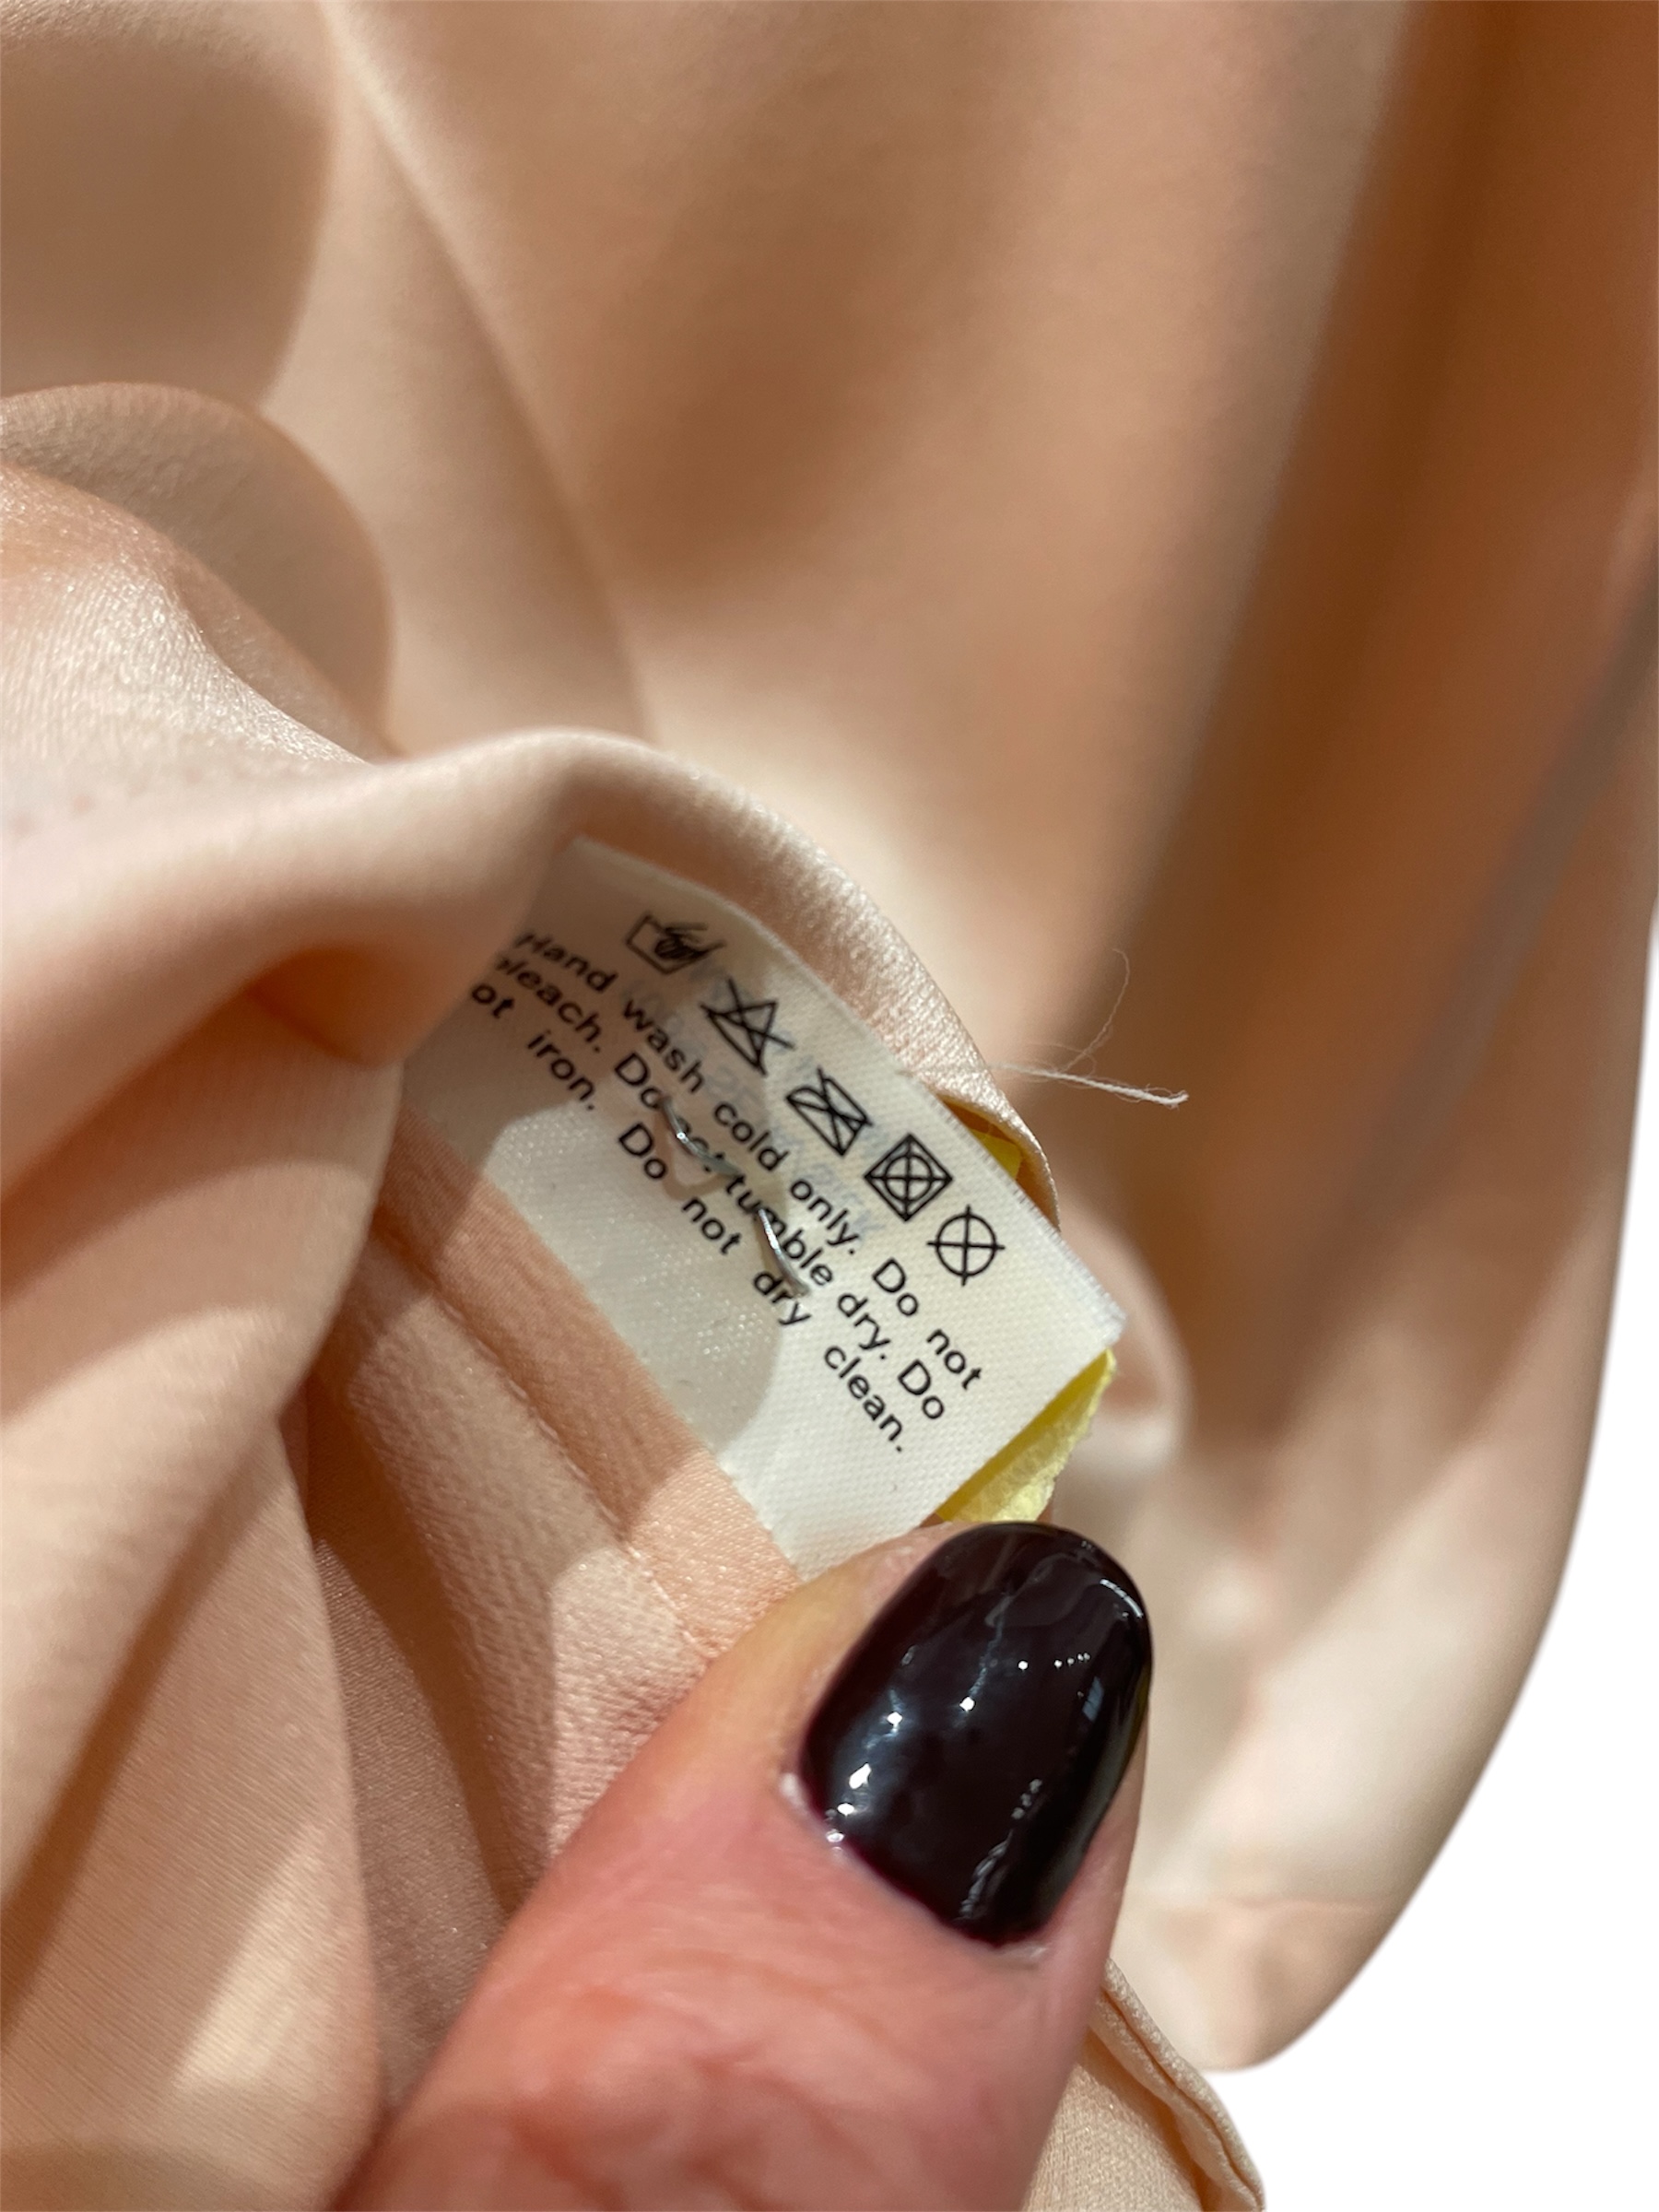 Hand wash cold only. Do not
bleach. Do not tumble dry. Do
ot iron. Do not dry clean.